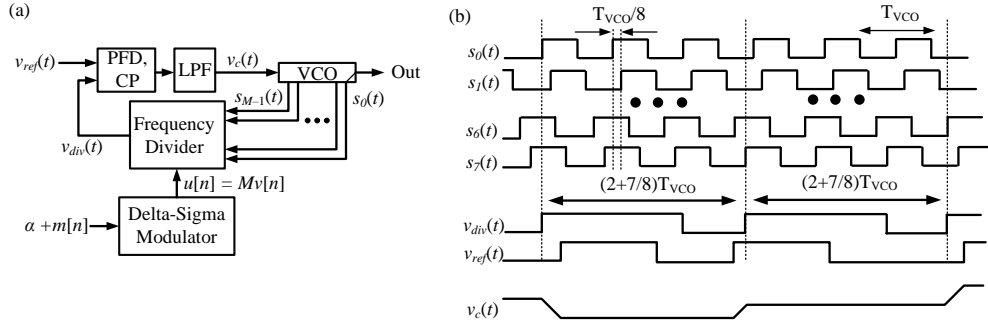 (a)
v_ref(t)
PFD,
CP
LPF
v_c(t)
VCO
Out
s_{M−1}(t)
s_0(t)
Frequency
Divider
v_div(t)
u[n] = Mv[n]
α +m[n]
Delta-Sigma
Modulator
(b)
T_VCO/8
T_VCO
s_0(t)
s_1(t)
s_6(t)
s_7(t)
(2+7/8)T_VCO
(2+7/8)T_VCO
v_div(t)
v_ref(t)
v_c(t)